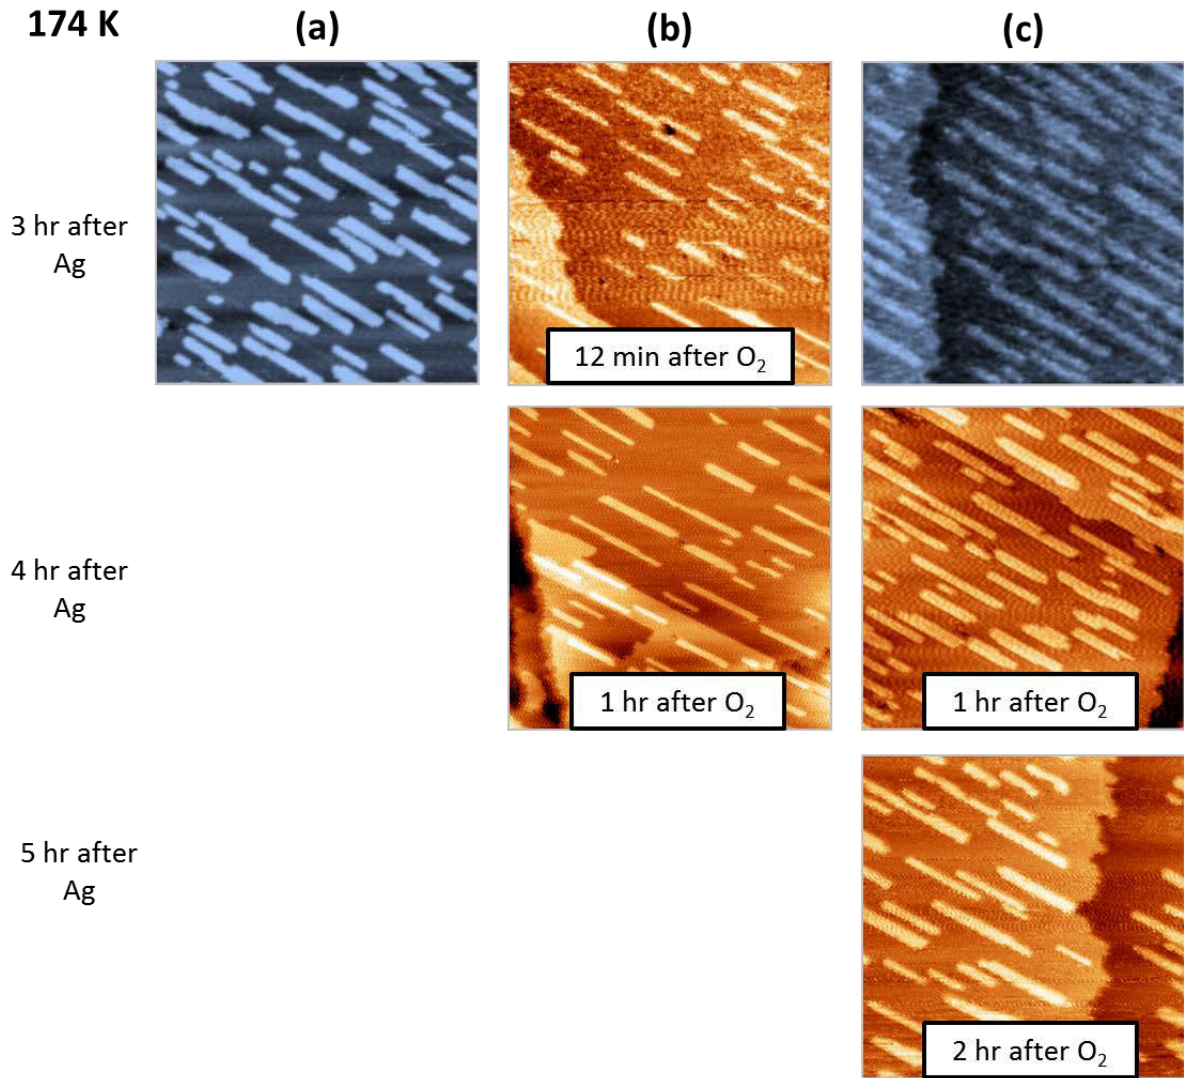 174 K (a) (b) (c)
3 hr after
Ag
12 min after O₂
4 hr after
Ag
1 hr after O₂ 1 hr after O₂
5 hr after
Ag
2 hr after O₂